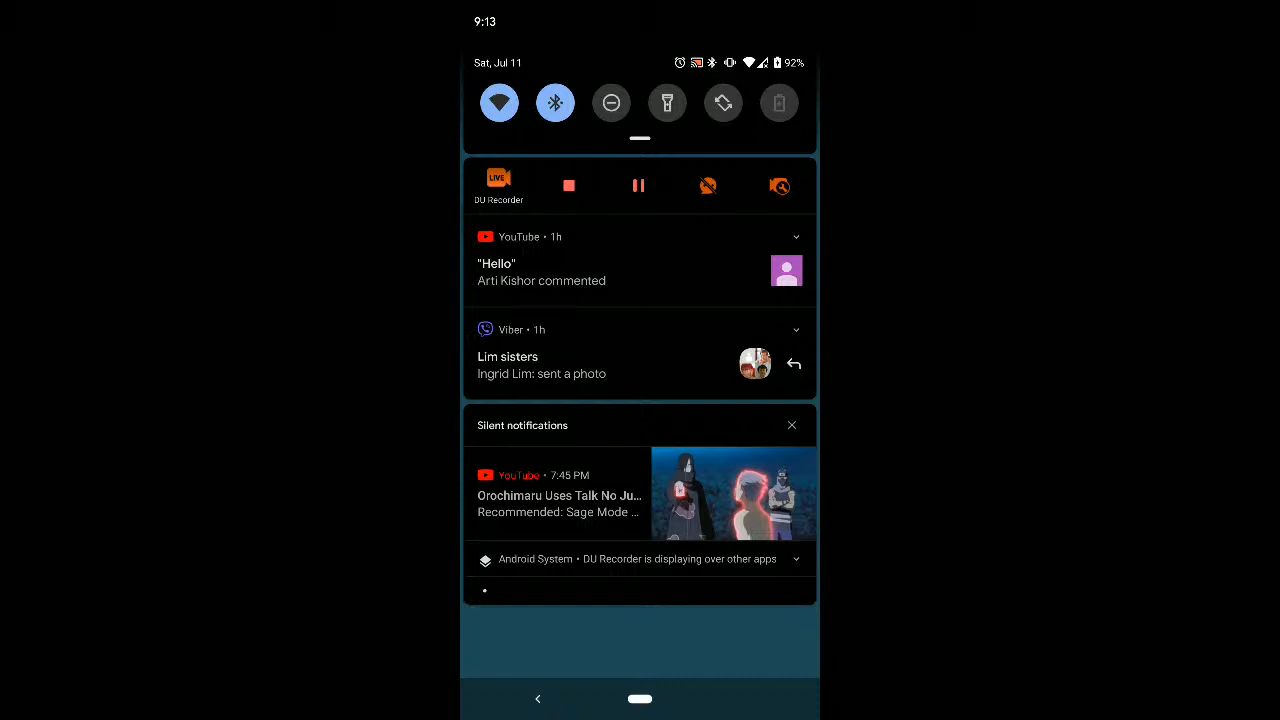 9:13
Sat, Jul 11
92%
LIVE
DU Recorder
YouTube • 1h
"Hello"
Arti Kishor commented
Viber • 1h
Lim sisters
Ingrid Lim: sent a photo
Silent notifications
YouTube • 7:45 PM
Orochimaru Uses Talk No Ju...
Recommended: Sage Mode ...
Android System • DU Recorder is displaying over other apps